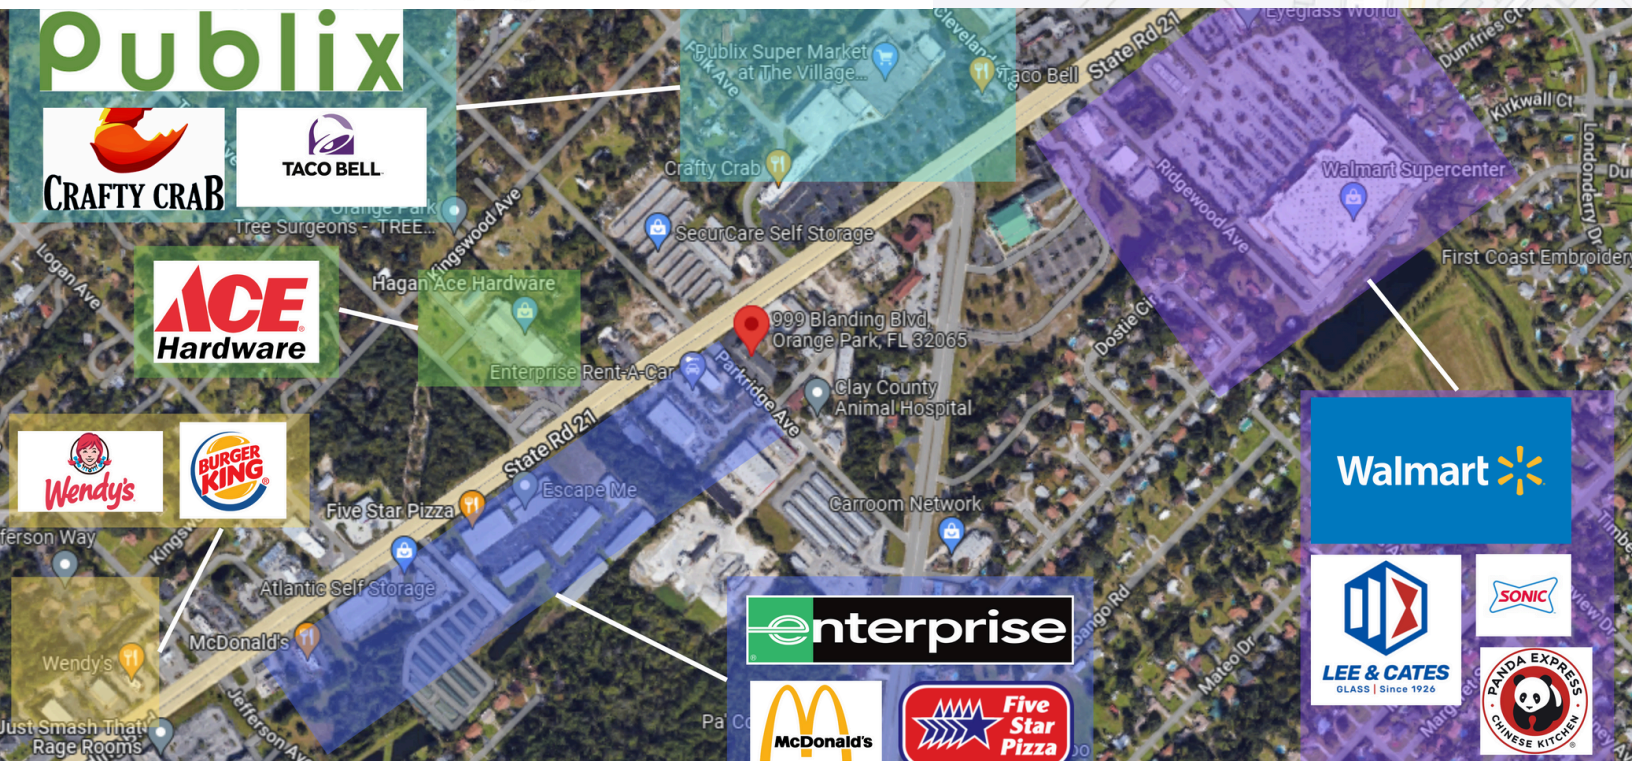 Publix
CRAFTY CRAB
TACO BELL
Publix Super Market
at The Village...
Taco Bell
Cleveland
State Rd 21
Eyeglass World
Dumfries Ct
Kirkwall Ct
Londonderry Dr
Crafty Crab
Walmart Supercenter
Ridgewood Ave
Orange Park
Tree Surgeons - TREE...
Kingswood Ave
SecurCare Self Storage
First Coast Embroidery
Logan Ave
ACE
Hardware
Hagan Ace Hardware
999 Blanding Blvd,
Orange Park, FL 32065
Dostie Cir
Enterprise Rent-A-Car
Parkridge Ave
Clay County
Animal Hospital
State Rd 21
Wendy's
BURGER
KING
Walmart
Escape Me
Five Star Pizza
Carroom Network
fferson Way
Kingsw
Atlantic Self Storage
LEE & CATES
GLASS | Since 1926
SONIC
enterprise
McDonald's
Wendy's
Mateo Dr
PANDA EXPRESS
CHINESE KITCHEN
Jefferson Ave
McDonald's
Five
Star
Pizza
Just Smash That
Rage Rooms